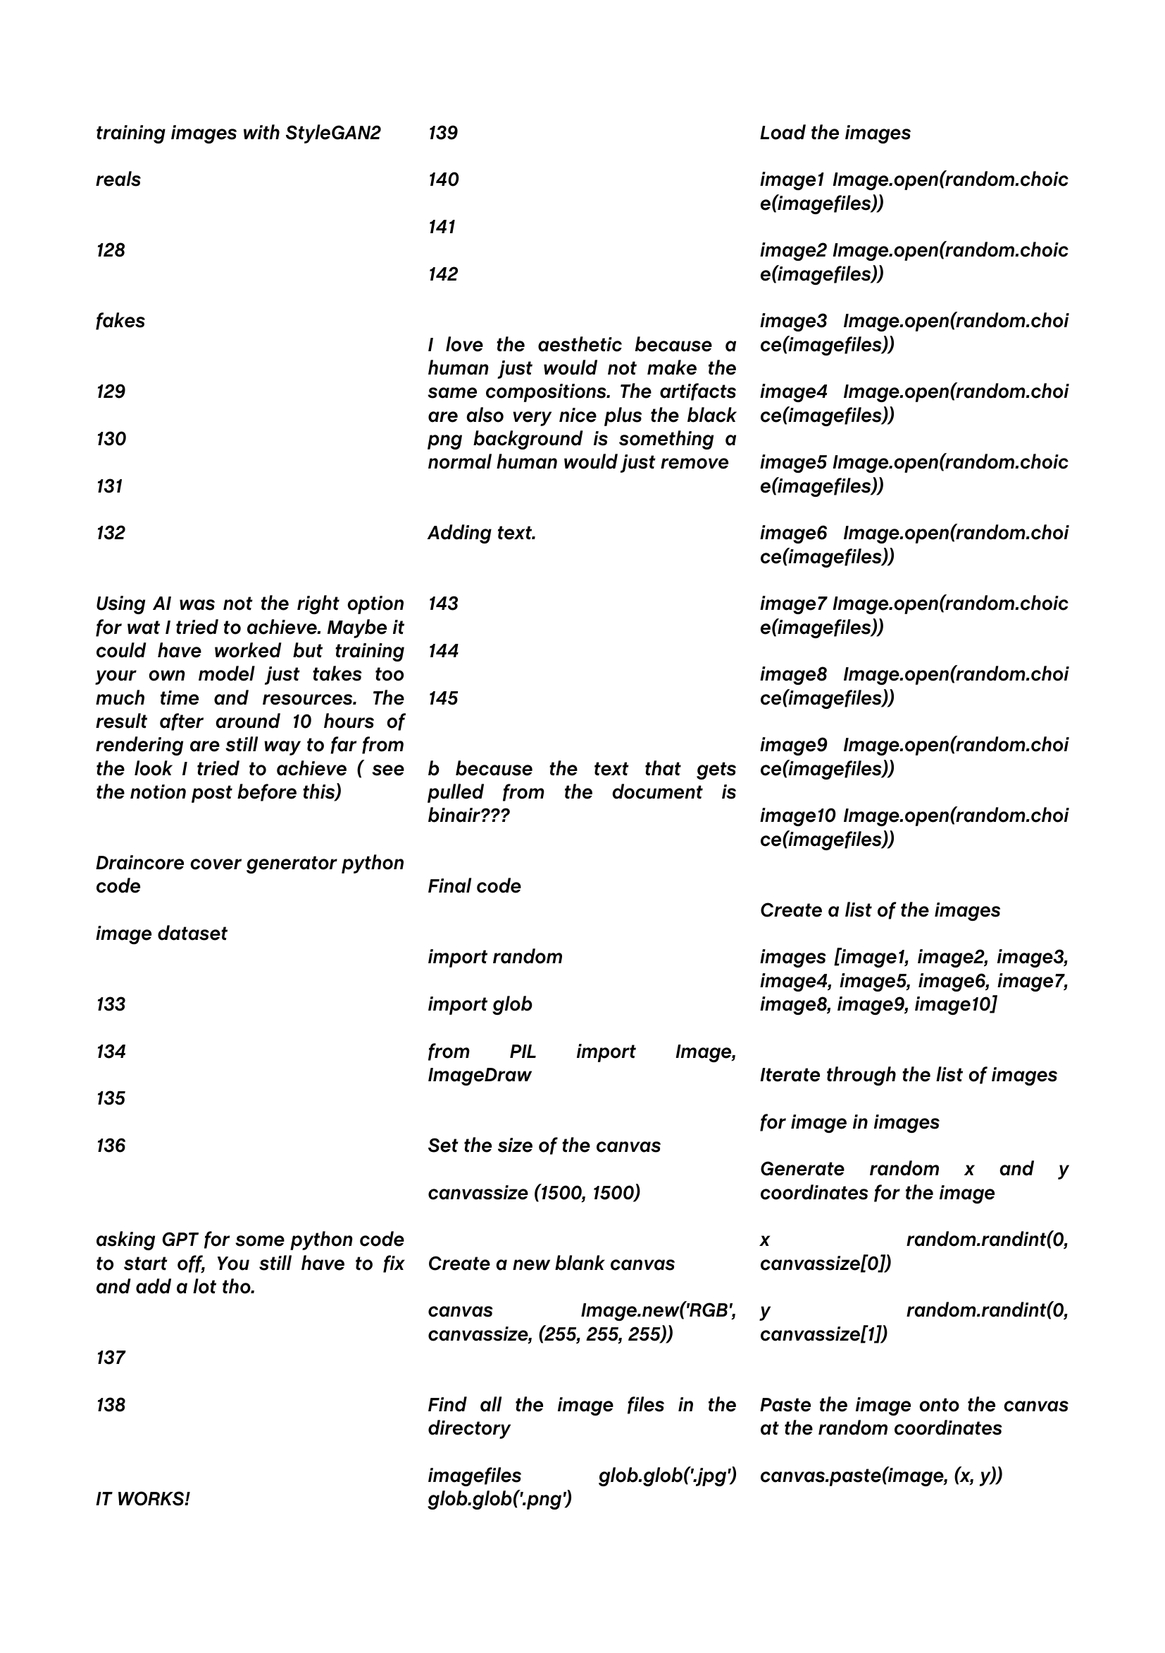 training images with StyleGAN2
reals
128
fakes
129
130
131
132
Using AI was not the right option
for wat I tried to achieve. Maybe it
could have worked but training
your own model just takes too
much time and resources. The
result after around 10 hours of
rendering are still way to far from
the look I tried to achieve ( see
the notion post before this)
Draincore cover generator python
code
image dataset
133
134
135
136
asking GPT for some python code
to start off, You still have to fix
and add a lot tho.
137
138
IT WORKS!
139
140
141
142
I love the aesthetic because a
human just would not make the
same compositions. The artifacts
are also very nice plus the black
png background is something a
normal human would just remove
Adding text.
143
144
145
b because the text that gets
pulled from the document is
binair???
Final code
import random
import glob
from PIL import Image,
ImageDraw
Set the size of the canvas
canvassize (1500, 1500)
Create a new blank canvas
canvas Image.new('RGB',
canvassize, (255, 255, 255))
Find all the image files in the
directory
imagefiles glob.glob('.jpg')
glob.glob('.png')
Load the images
image1 Image.open(random.choic
e(imagefiles))
image2 Image.open(random.choic
e(imagefiles))
image3 Image.open(random.choi
ce(imagefiles))
image4 Image.open(random.choi
ce(imagefiles))
image5 Image.open(random.choic
e(imagefiles))
image6 Image.open(random.choi
ce(imagefiles))
image7 Image.open(random.choic
e(imagefiles))
image8 Image.open(random.choi
ce(imagefiles))
image9 Image.open(random.choi
ce(imagefiles))
image10 Image.open(random.choi
ce(imagefiles))
Create a list of the images
images [image1, image2, image3,
image4, image5, image6, image7,
image8, image9, image10]
Iterate through the list of images
for image in images
Generate random x and y
coordinates for the image
x random.randint(0,
canvassize[0])
y random.randint(0,
canvassize[1])
Paste the image onto the canvas
at the random coordinates
canvas.paste(image, (x, y))